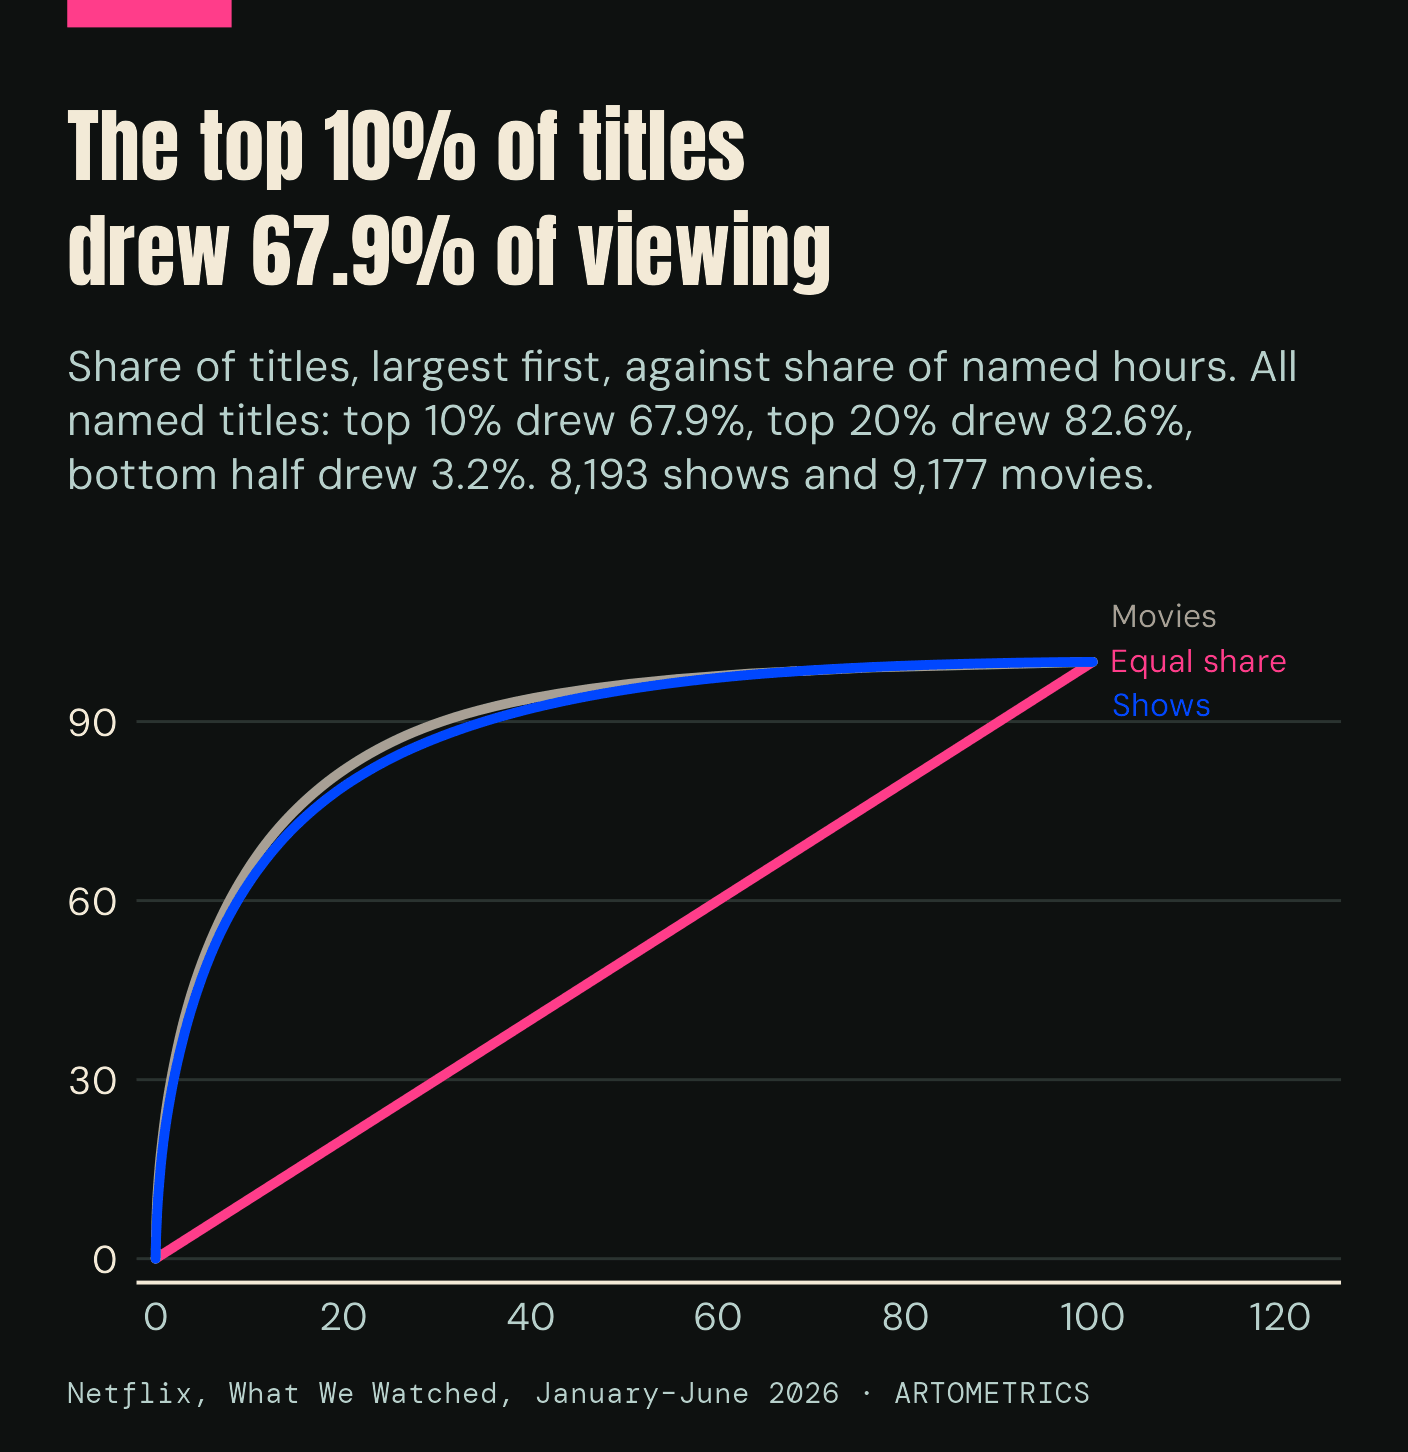 The top 10% of titles
drew 67.9% of viewing
Share of titles, largest first, against share of named hours. All
named titles: top 10% drew 67.9%, top 20% drew 82.6%,
bottom half drew 3.2%. 8,193 shows and 9,177 movies.
Movies
Equal share
Shows
90
60
30
0
0 20 40 60 80 100 120
Netflix, What We Watched, January-June 2026 · ARTOMETRICS